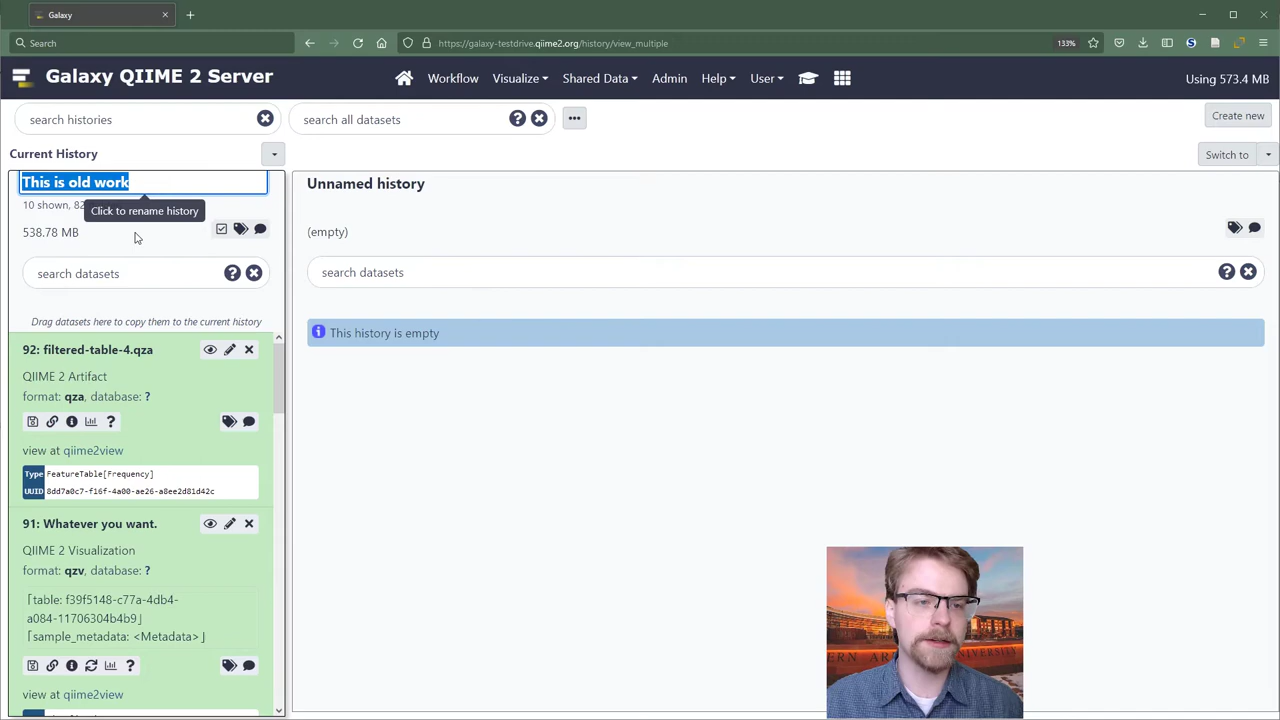 Galaxy
Search
https://galaxy-testdrive.qiime2.org/history/view_multiple
133%
Galaxy QIIME 2 Server
Workflow
Visualize
Shared Data
Admin
Help
User
Using 573.4 MB
search histories
search all datasets
Create new
Current History
Switch to
This is old work
Unnamed history
10 shown, 82
Click to rename history
538.78 MB
(empty)
search datasets
search datasets
Drag datasets here to copy them to the current history
This history is empty
92: filtered-table-4.qza
QIIME 2 Artifact
format: qza, database: ?
view at qiime2view
Type FeatureTable[Frequency]
UUID 8dd7a0c7-f16f-4a00-ae26-a8ee2d81d42c
91: Whatever you want.
QIIME 2 Visualization
format: qzv, database: ?
⌈table: f39f5148-c77a-4db4-
a084-11706304b4b9⌋
⌈sample_metadata: <Metadata>⌋
view at qiime2view